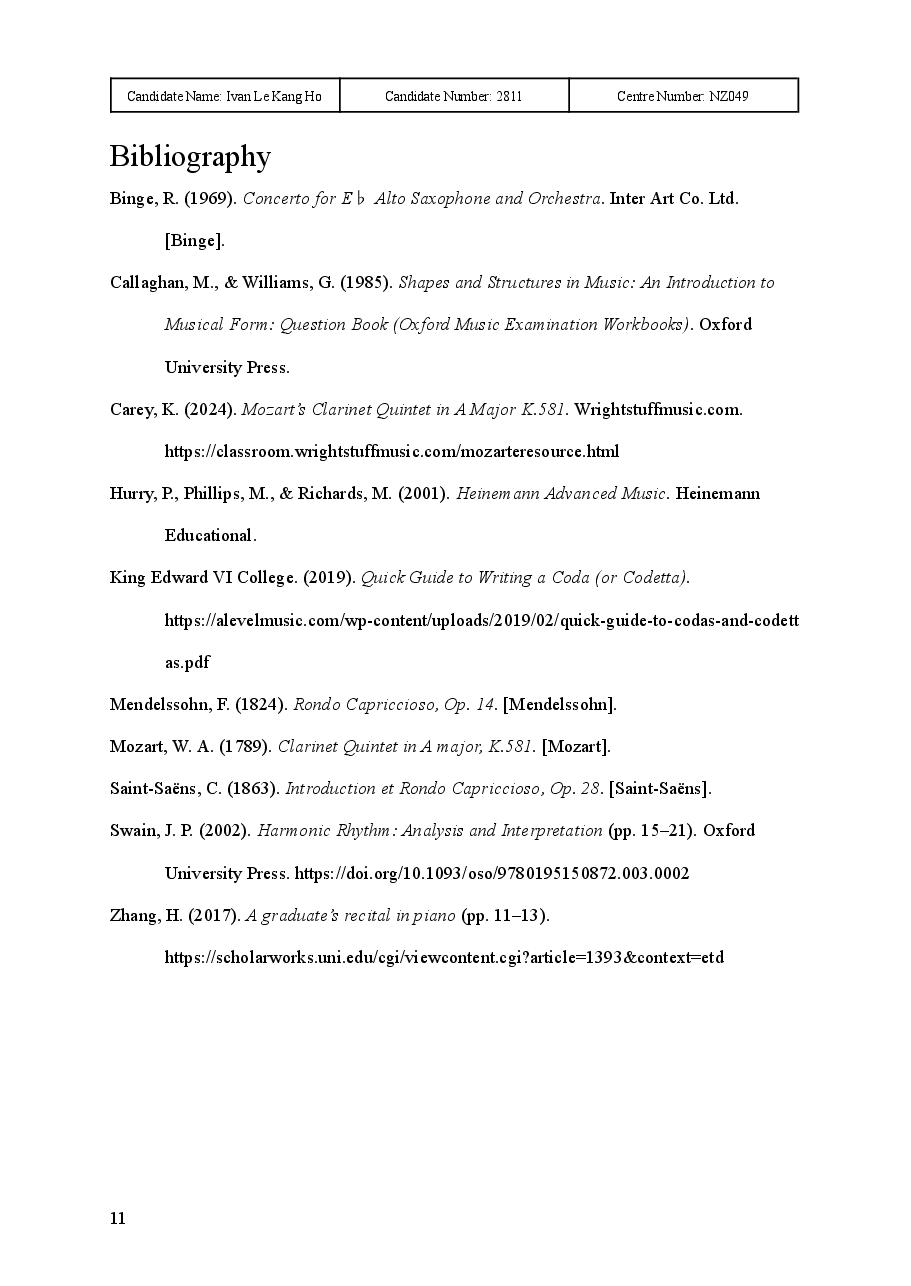 Candidate Name: Ivan Le Kang Ho
Candidate Number: 2811
Centre Number: NZ049
Bibliography
Binge, R. (1969). Concerto for E♭ Alto Saxophone and Orchestra. Inter Art Co. Ltd.
[Binge].
Callaghan, M., & Williams, G. (1985). Shapes and Structures in Music: An Introduction to
Musical Form: Question Book (Oxford Music Examination Workbooks). Oxford
University Press.
Carey, K. (2024). Mozart’s Clarinet Quintet in A Major K.581. Wrightstuffmusic.com.
https://classroom.wrightstuffmusic.com/mozarteresource.html
Hurry, P., Phillips, M., & Richards, M. (2001). Heinemann Advanced Music. Heinemann
Educational.
King Edward VI College. (2019). Quick Guide to Writing a Coda (or Codetta).
https://alevelmusic.com/wp-content/uploads/2019/02/quick-guide-to-codas-and-codett
as.pdf
Mendelssohn, F. (1824). Rondo Capriccioso, Op. 14. [Mendelssohn].
Mozart, W. A. (1789). Clarinet Quintet in A major, K.581. [Mozart].
Saint-Saëns, C. (1863). Introduction et Rondo Capriccioso, Op. 28. [Saint-Saëns].
Swain, J. P. (2002). Harmonic Rhythm: Analysis and Interpretation (pp. 15–21). Oxford
University Press. https://doi.org/10.1093/oso/9780195150872.003.0002
Zhang, H. (2017). A graduate’s recital in piano (pp. 11–13).
https://scholarworks.uni.edu/cgi/viewcontent.cgi?article=1393&context=etd
11